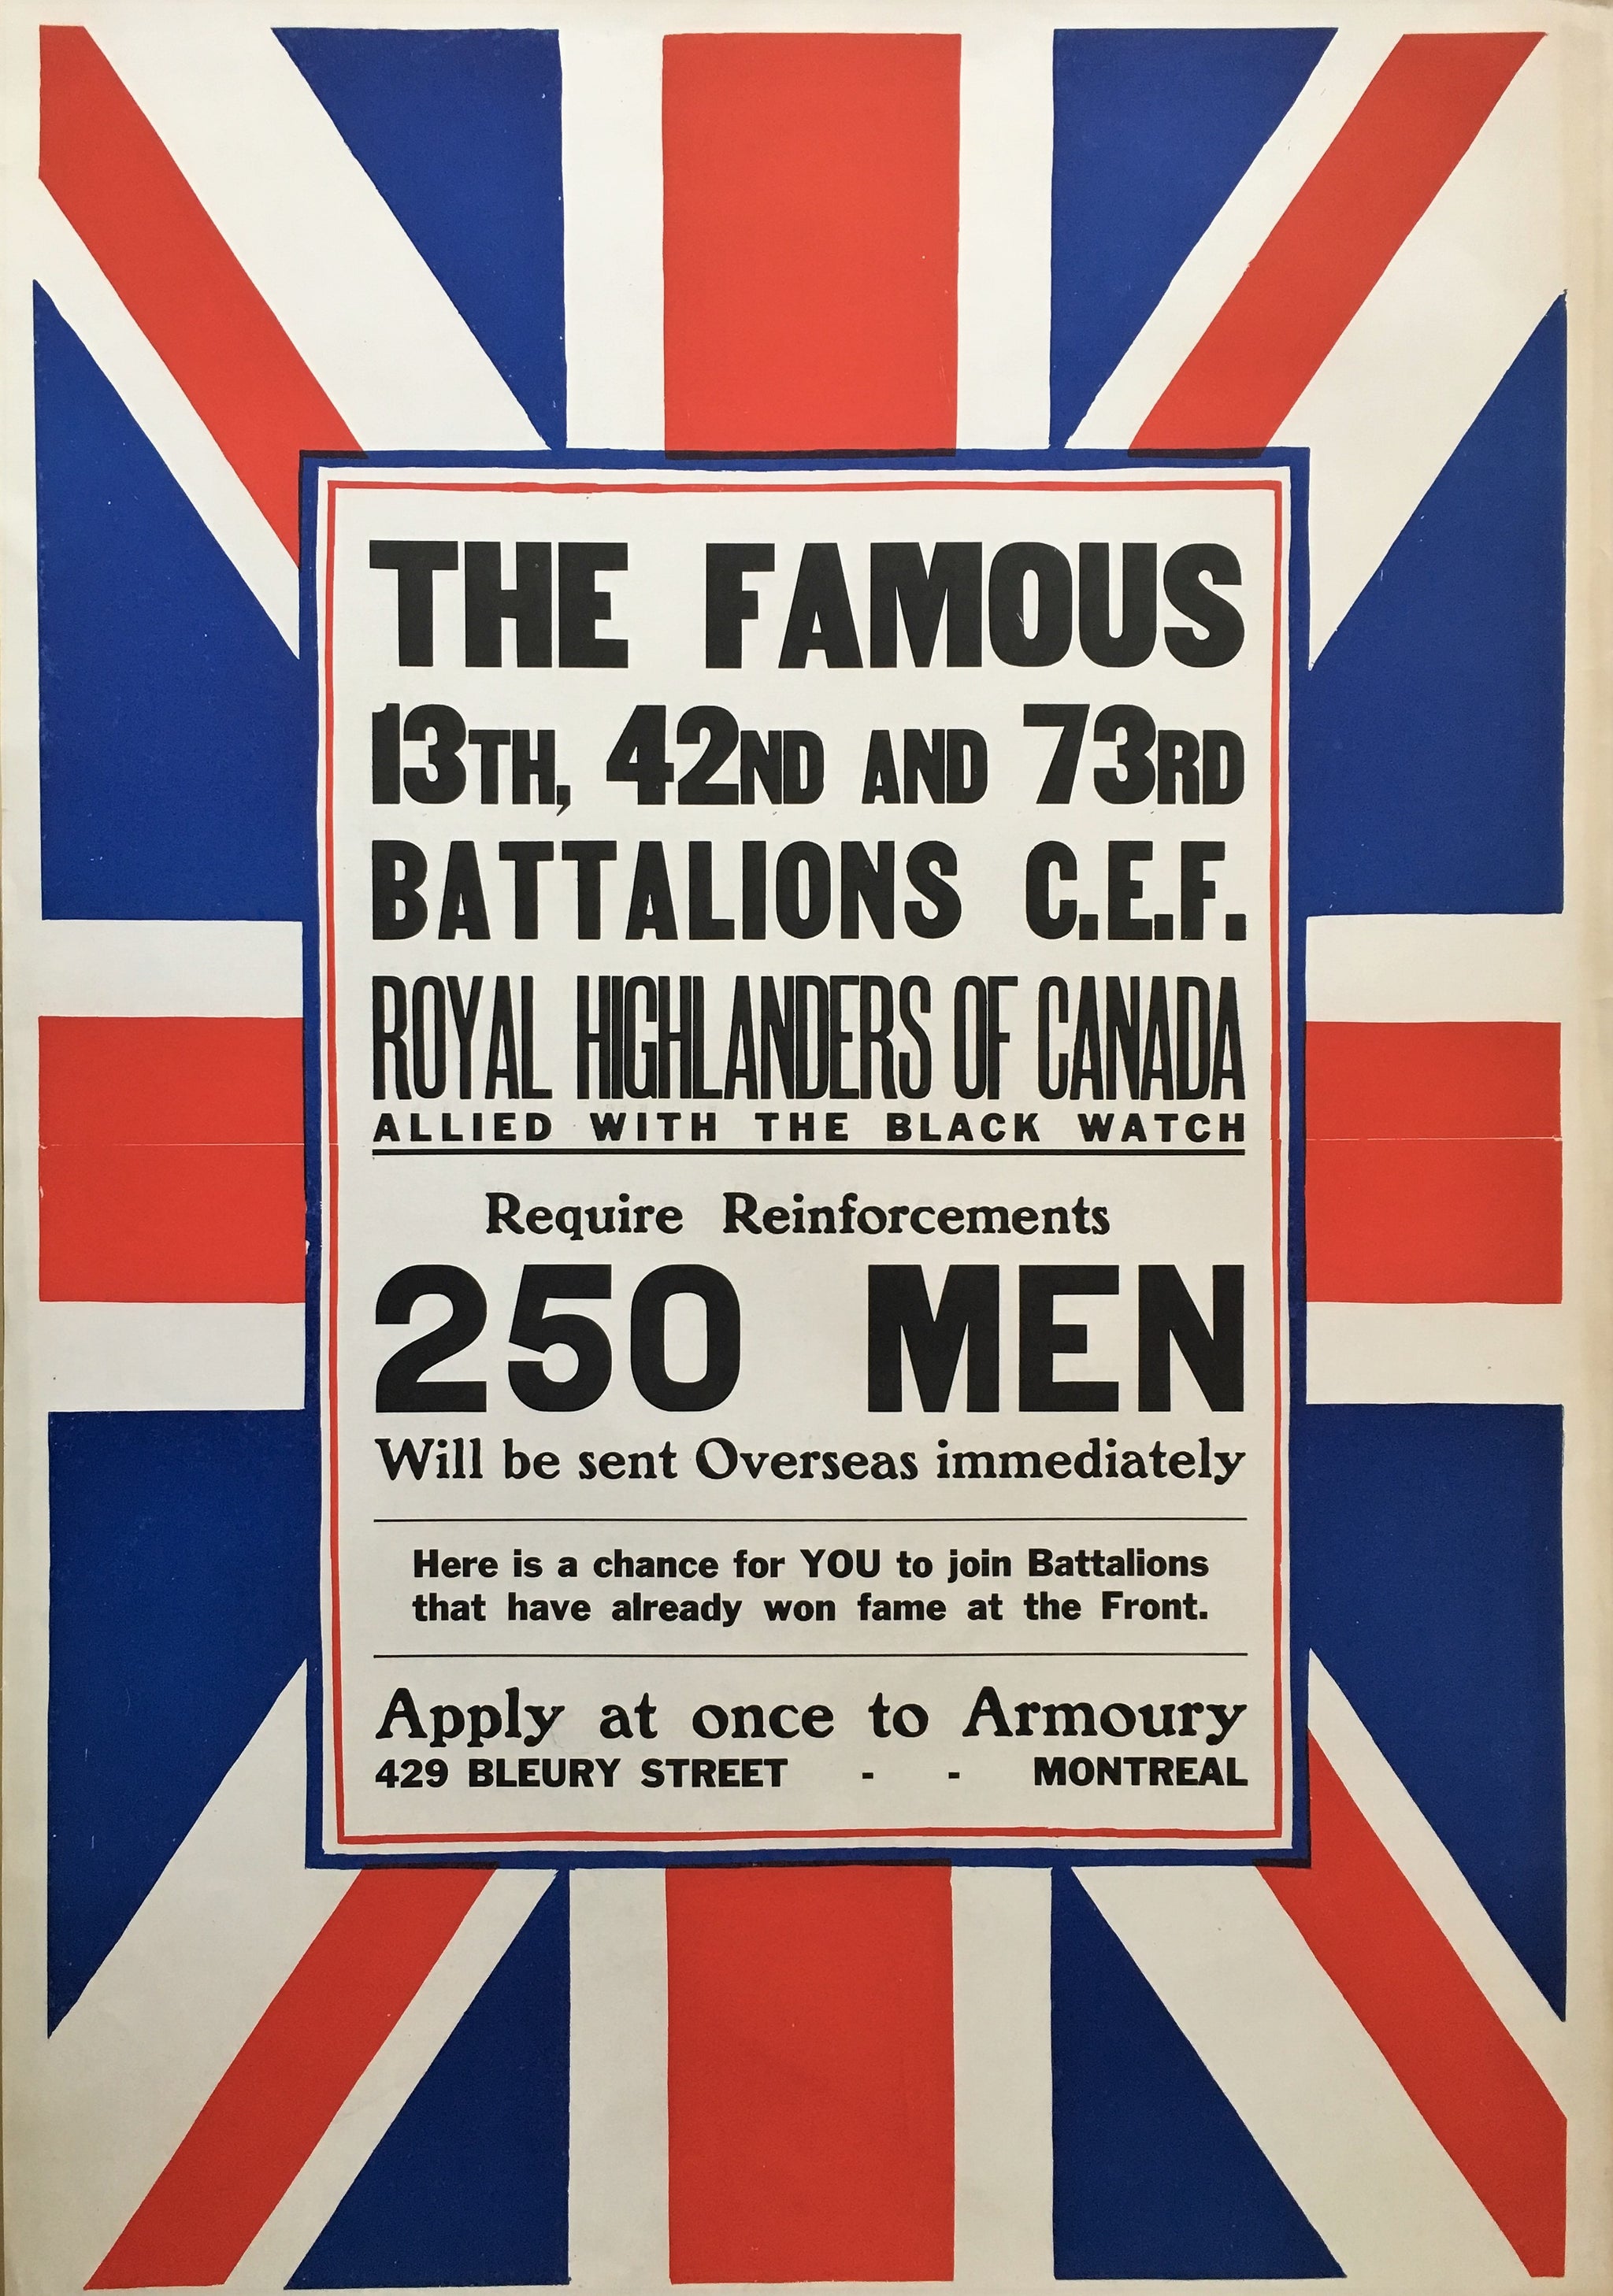 THE FAMOUS
13TH, 42ND AND 73RD
BATTALIONS C.E.F.
ROYAL HIGHLANDERS OF CANADA
ALLIED WITH THE BLACK WATCH
Require Reinforcements
250 MEN
Will be sent Overseas immediately
Here is a chance for YOU to join Battalions
that have already won fame at the Front.
Apply at once to Armoury
429 BLEURY STREET - - MONTREAL